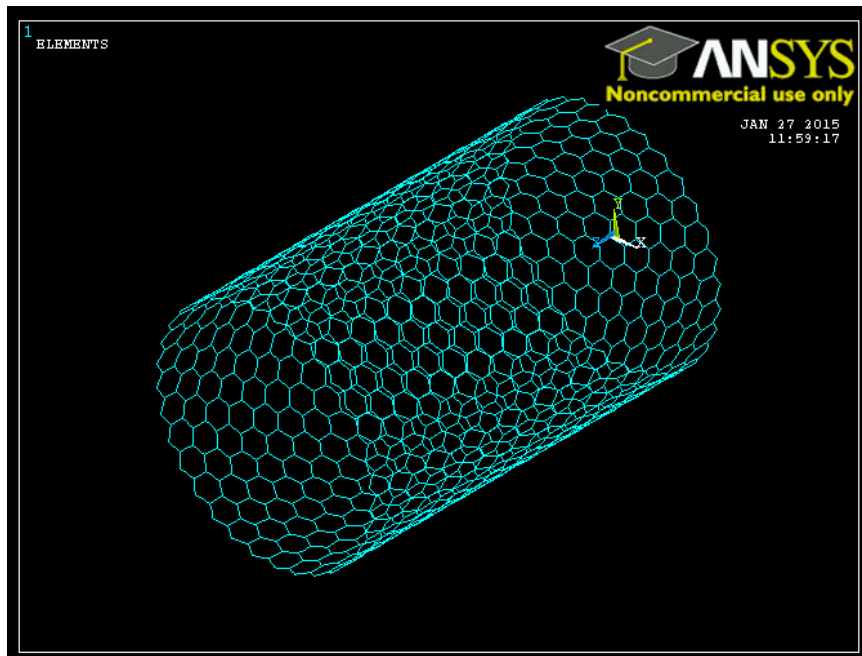 1
ELEMENTS
ANSYS
Noncommercial use only
JAN 27 2015
11:59:17
Y
Z
X